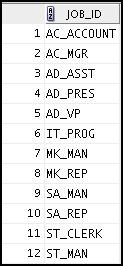 JOB_ID
1 AC_ACCOUNT
2 AC_MGR
3 AD_ASST
4 AD_PRES
5 AD_VP
6 IT_PROG
7 MK_MAN
8 MK_REP
9 SA_MAN
10 SA_REP
11 ST_CLERK
12 ST_MAN